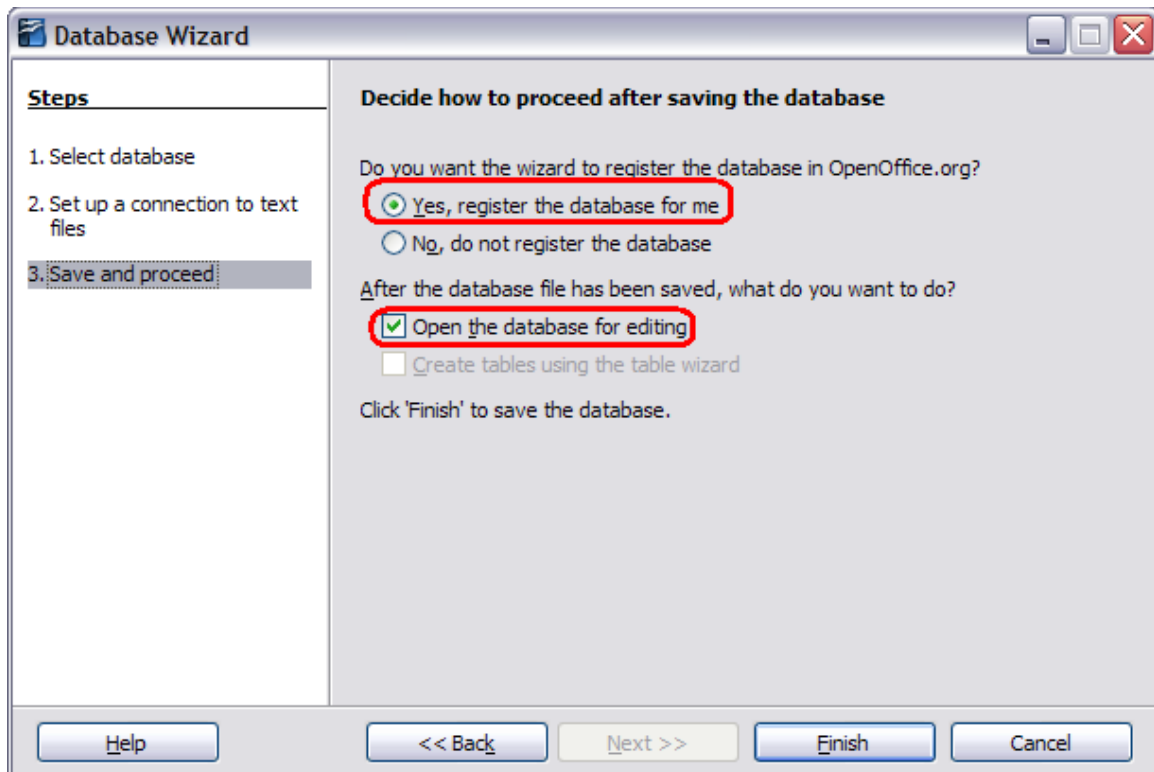 Database Wizard
Steps
1. Select database
2. Set up a connection to text
files
3. Save and proceed
Decide how to proceed after saving the database
Do you want the wizard to register the database in OpenOffice.org?
Yes, register the database for me
No, do not register the database
After the database file has been saved, what do you want to do?
Open the database for editing
Create tables using the table wizard
Click 'Finish' to save the database.
Help
<< Back
Next >>
Finish
Cancel